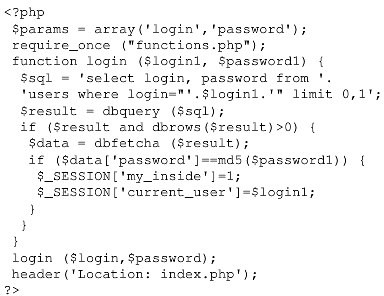 <?php
$params = array('login','password');
require_once ("functions.php");
function login ($login1, $password1) {
$sql = 'select login, password from '.
'users where login="'.$login1.'" limit 0,1';
$result = dbquery ($sql);
if ($result and dbrows($result)>0) {
$data = dbfetcha ($result);
if ($data['password']==md5($password1)) {
$_SESSION['my_inside']=1;
$_SESSION['current_user']=$login1;
}
}
}
login ($login,$password);
header('Location: index.php');
?>